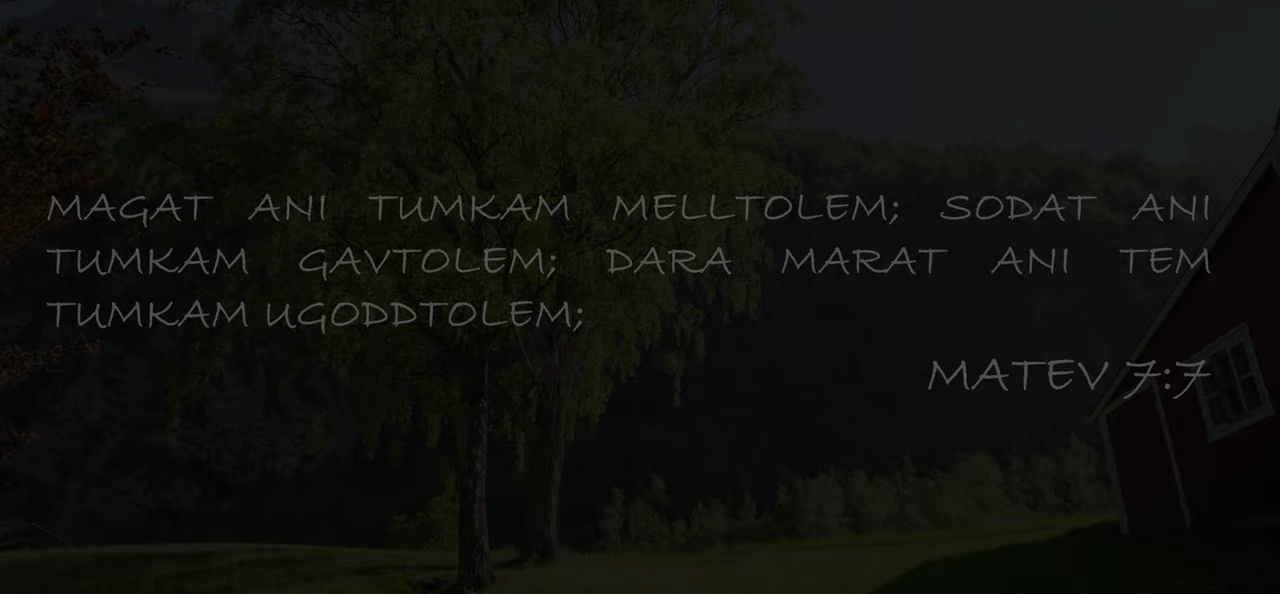 MAGAT ANI TUMKAM MELLTOLEM; SODAT ANI
TUMKAM GAVTOLEM; DARA MARAT ANI TEM
TUMKAM UGODDTOLEM;
MATEV 7:7